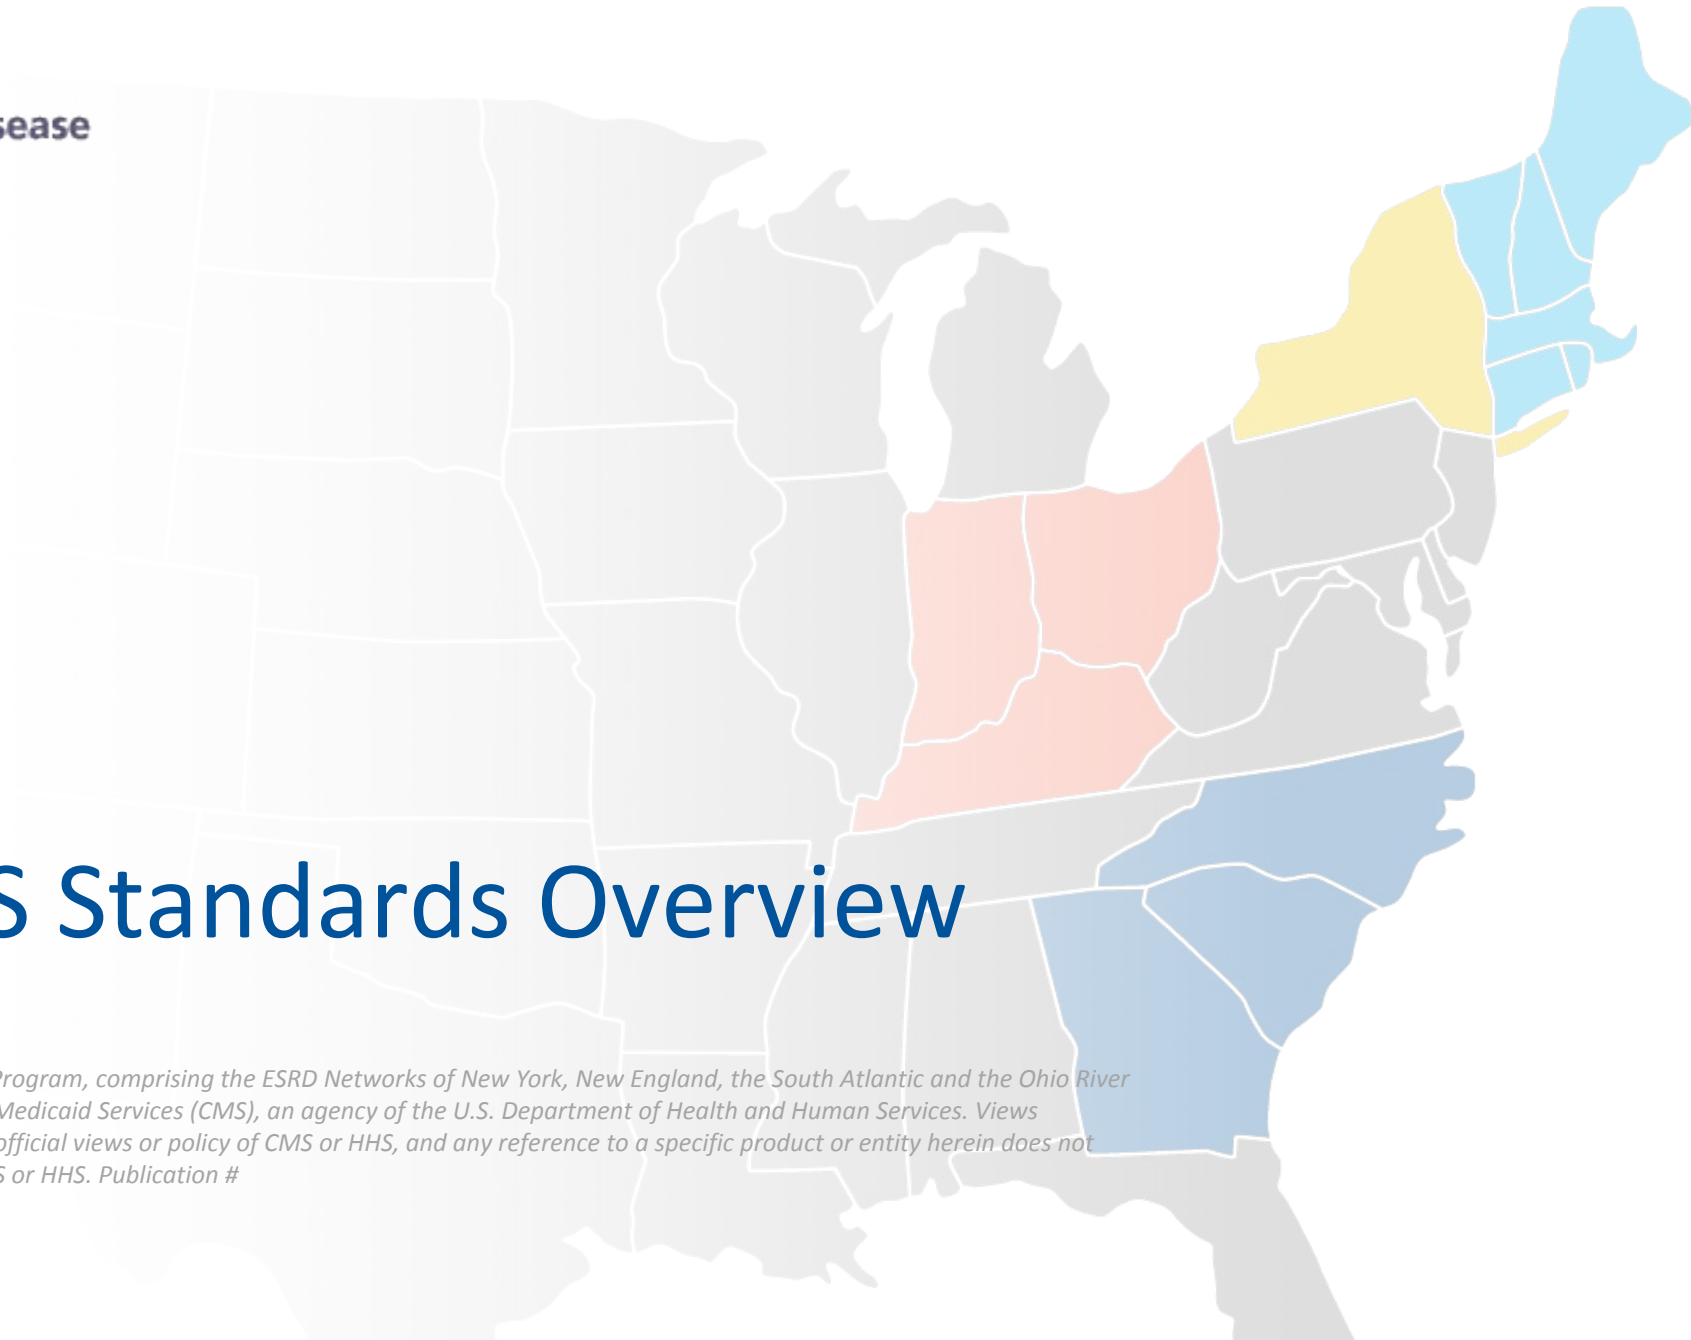 sease
S Standards Overview
Program, comprising the ESRD Networks of New York, New England, the South Atlantic and the Ohio River
Medicaid Services (CMS), an agency of the U.S. Department of Health and Human Services. Views
official views or policy of CMS or HHS, and any reference to a specific product or entity herein does not
S or HHS. Publication #